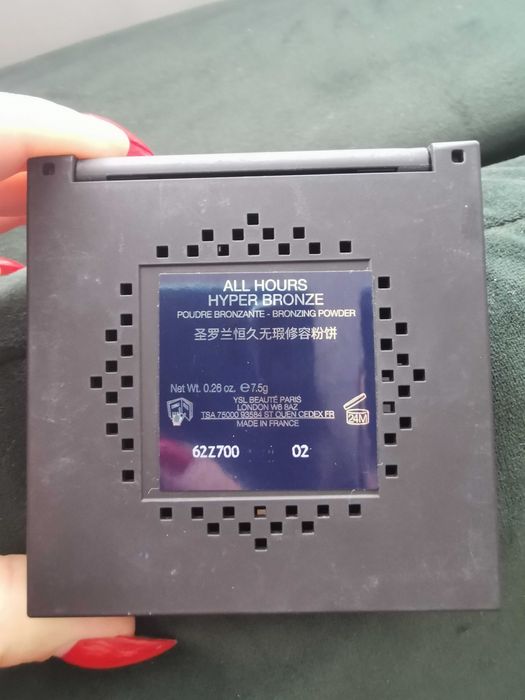 ALL HOURS
HYPER BRONZE
POUDRE BRONZANTE - BRONZING POWDER
圣罗兰恒久无瑕修容粉饼
Net Wt. 0.26 oz. ℮ 7.5g
YSL BEAUTÉ PARIS
LONDON W6 8AZ
TSA 75000 93584 ST OUEN CEDEX FR
MADE IN FRANCE
24M
62Z700 02